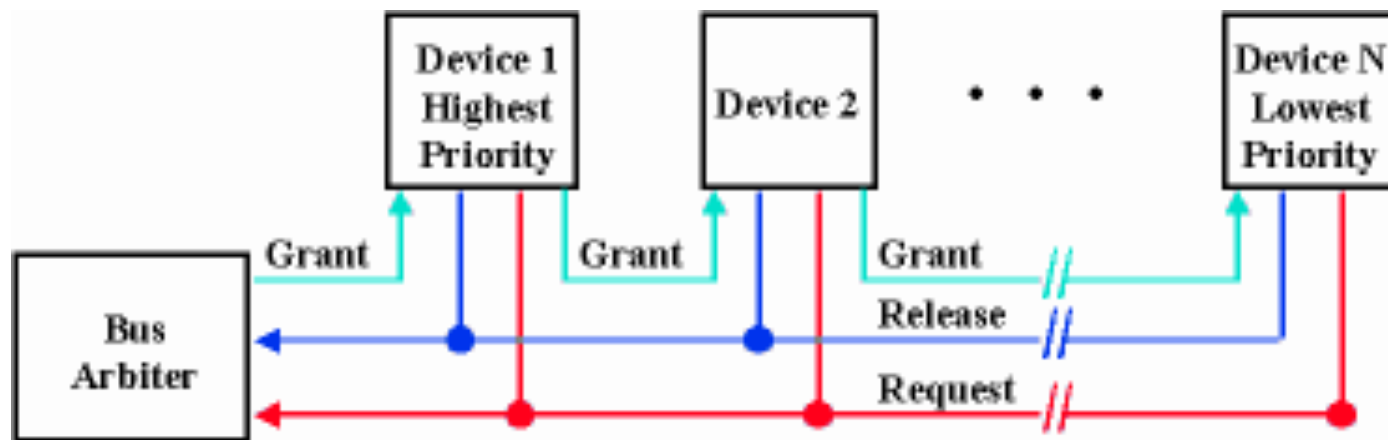 Device 1
Highest
Priority
Device 2
. . .
Device N
Lowest
Priority
Grant
Grant
Grant
Release
Request
Bus
Arbiter